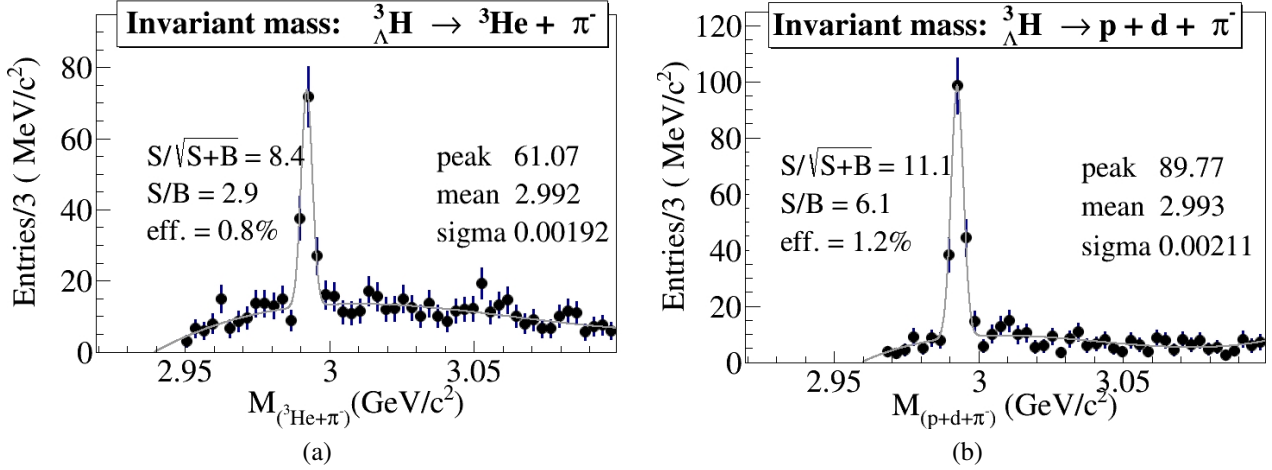 Invariant mass: ³ΛH → ³He + π⁻
Entries/3 ( MeV/c²)
80
60
40
20
0
S/√S+B = 8.4
S/B = 2.9
eff. = 0.8%
peak 61.07
mean 2.992
sigma 0.00192
2.95
3
3.05
M(³He+π⁻)(GeV/c²)
(a)
Invariant mass: ³ΛH → p + d + π⁻
Entries/3 ( MeV/c²)
120
100
80
60
40
20
0
S/√S+B = 11.1
S/B = 6.1
eff. = 1.2%
peak 89.77
mean 2.993
sigma 0.00211
2.95
3
3.05
M(p+d+π⁻) (GeV/c²)
(b)